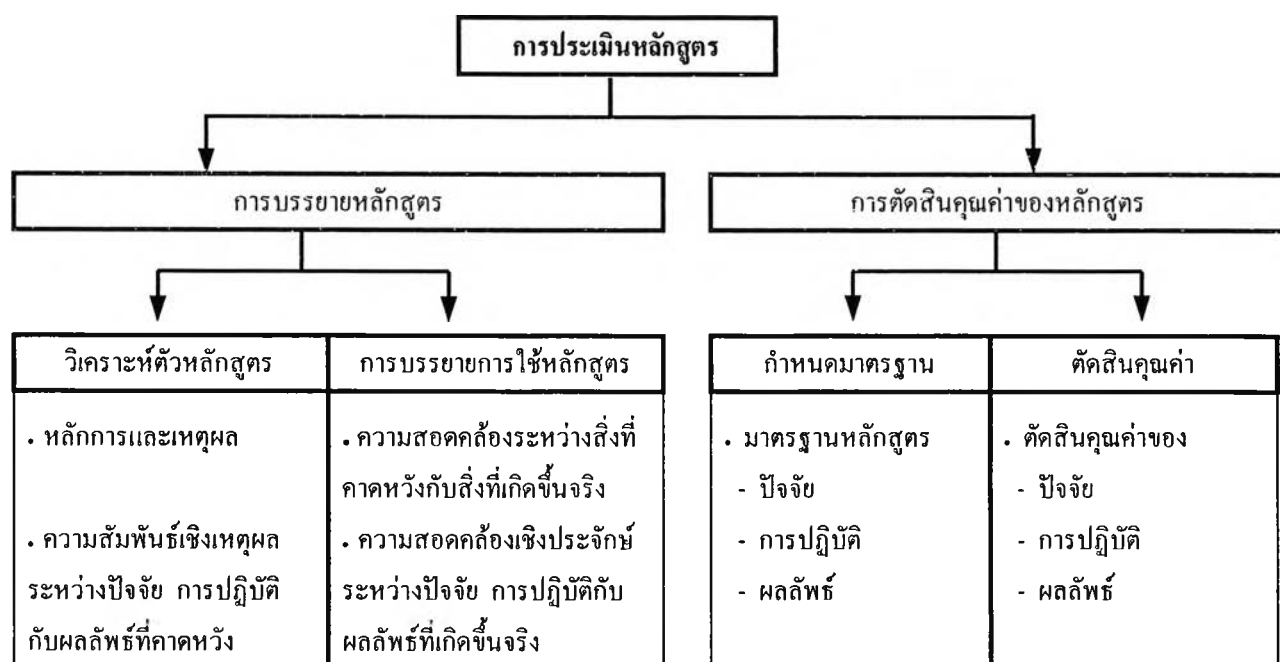 การประเมินหลักสูตร
การบรรยายหลักสูตร
การตัดสินคุณค่าของหลักสูตร
วิเคราะห์ตัวหลักสูตร
. หลักการและเหตุผล
. ความสัมพันธ์เชิงเหตุผล
ระหว่างปัจจัย การปฏิบัติ
กับผลลัพธ์ที่คาดหวัง
การบรรยายการใช้หลักสูตร
. ความสอดคล้องระหว่างสิ่งที่
คาดหวังกับสิ่งที่เกิดขึ้นจริง
. ความสอดคล้องเชิงประจักษ์
ระหว่างปัจจัย การปฏิบัติกับ
ผลลัพธ์ที่เกิดขึ้นจริง
กำหนดมาตรฐาน
. มาตรฐานหลักสูตร
- ปัจจัย
- การปฏิบัติ
- ผลลัพธ์
ตัดสินคุณค่า
. ตัดสินคุณค่าของ
- ปัจจัย
- การปฏิบัติ
- ผลลัพธ์